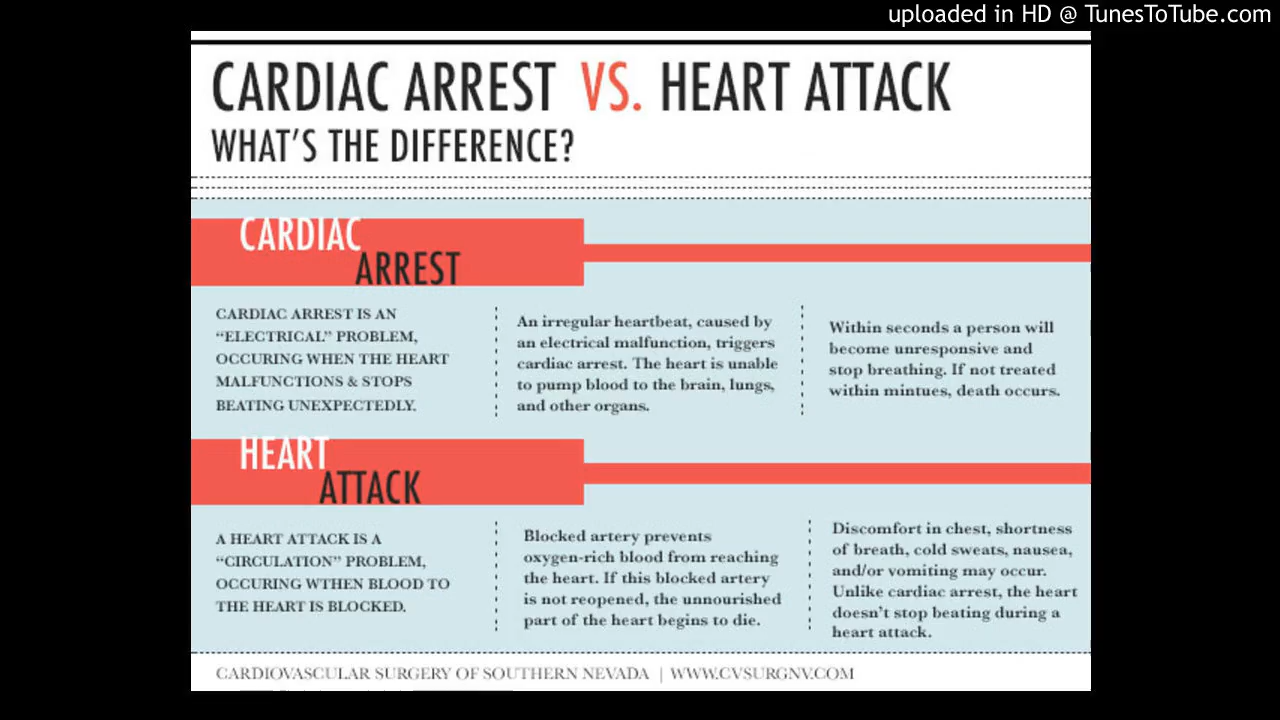 uploaded in HD @ TunesToTube.com
CARDIAC ARREST VS. HEART ATTACK
WHAT'S THE DIFFERENCE?
CARDIAC
ARREST
CARDIAC ARREST IS AN
“ELECTRICAL” PROBLEM,
OCCURING WHEN THE HEART
MALFUNCTIONS & STOPS
BEATING UNEXPECTEDLY.
An irregular heartbeat, caused by
an electrical malfunction, triggers
cardiac arrest. The heart is unable
to pump blood to the brain, lungs,
and other organs.
Within seconds a person will
become unresponsive and
stop breathing. If not treated
within mintues, death occurs.
HEART
ATTACK
A HEART ATTACK IS A
“CIRCULATION” PROBLEM,
OCCURING WTHEN BLOOD TO
THE HEART IS BLOCKED.
Blocked artery prevents
oxygen-rich blood from reaching
the heart. If this blocked artery
is not reopened, the unnourished
part of the heart begins to die.
Discomfort in chest, shortness
of breath, cold sweats, nausea,
and/or vomiting may occur.
Unlike cardiac arrest, the heart
doesn't stop beating during a
heart attack.
CARDIOVASCULAR SURGERY OF SOUTHERN NEVADA | WWW.CVSURGNV.COM